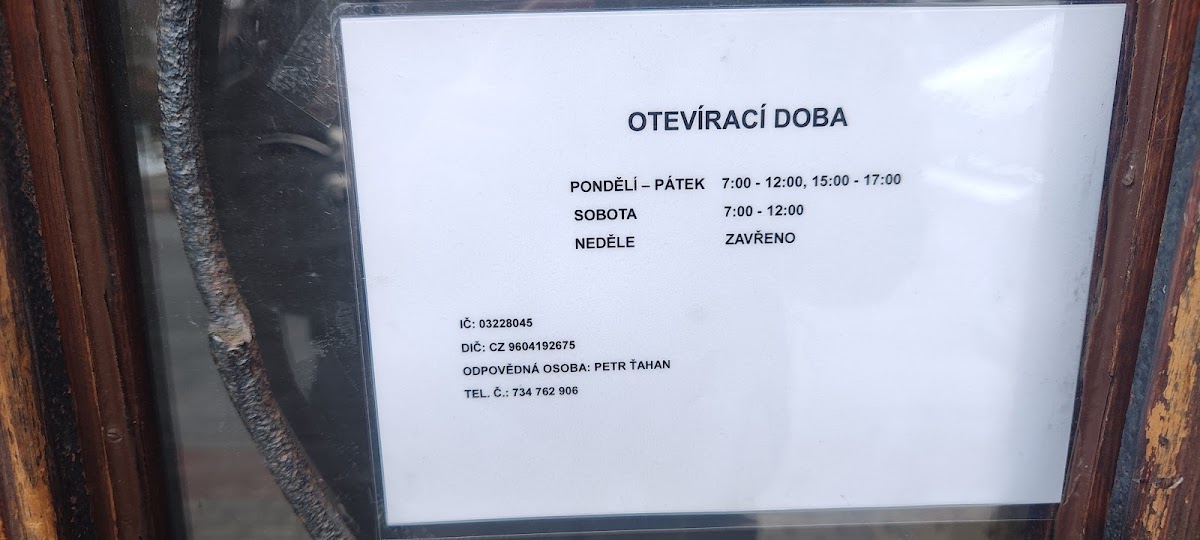 OTEVÍRACÍ DOBA
PONDĚLÍ – PÁTEK 7:00 - 12:00, 15:00 - 17:00
SOBOTA 7:00 - 12:00
NEDĚLE ZAVŘENO
IČ: 03228045
DIČ: CZ 9604192675
ODPOVĚDNÁ OSOBA: PETR ŤAHAN
TEL. Č.: 734 762 906